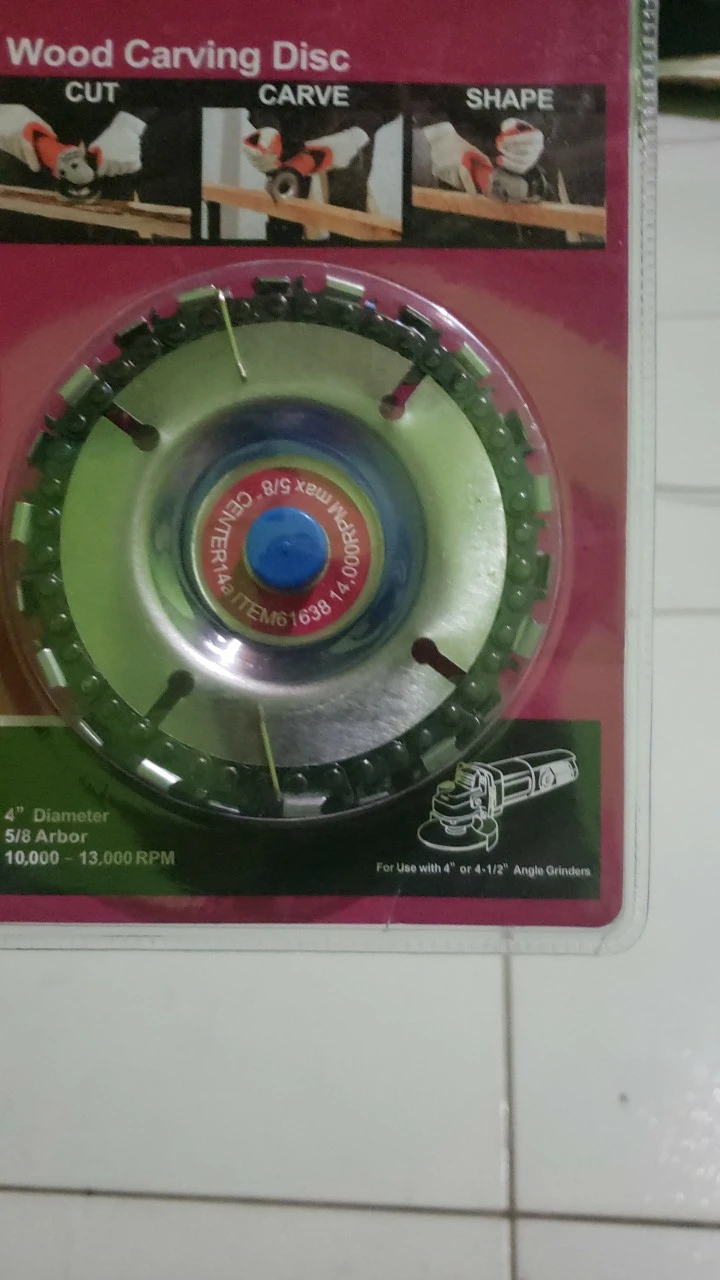 Wood Carving Disc
CUT CARVE SHAPE
CENTER14a ITEM61638 14,000RPM max 5/8"
4" Diameter
5/8 Arbor
10,000 - 13,000 RPM
For Use with 4" or 4-1/2" Angle Grinders